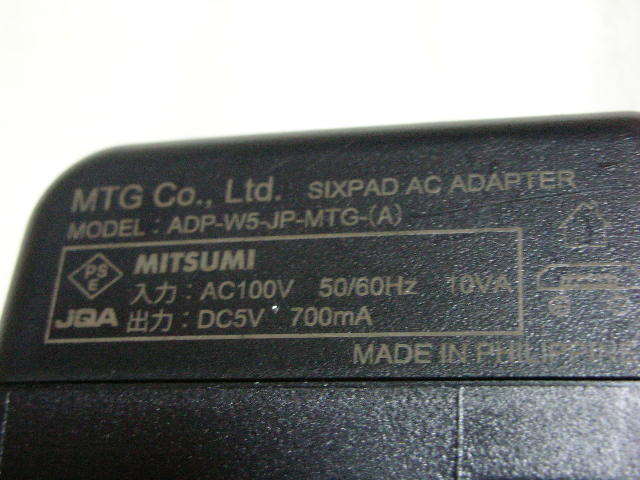 MTG Co., Ltd. SIXPAD AC ADAPTER
MODEL : ADP-W5-JP-MTG-(A)
PS E MITSUMI
入力 : AC100V 50/60Hz 10VA
JQA 出力 : DC5V 700mA
MADE IN PHILIPPINE